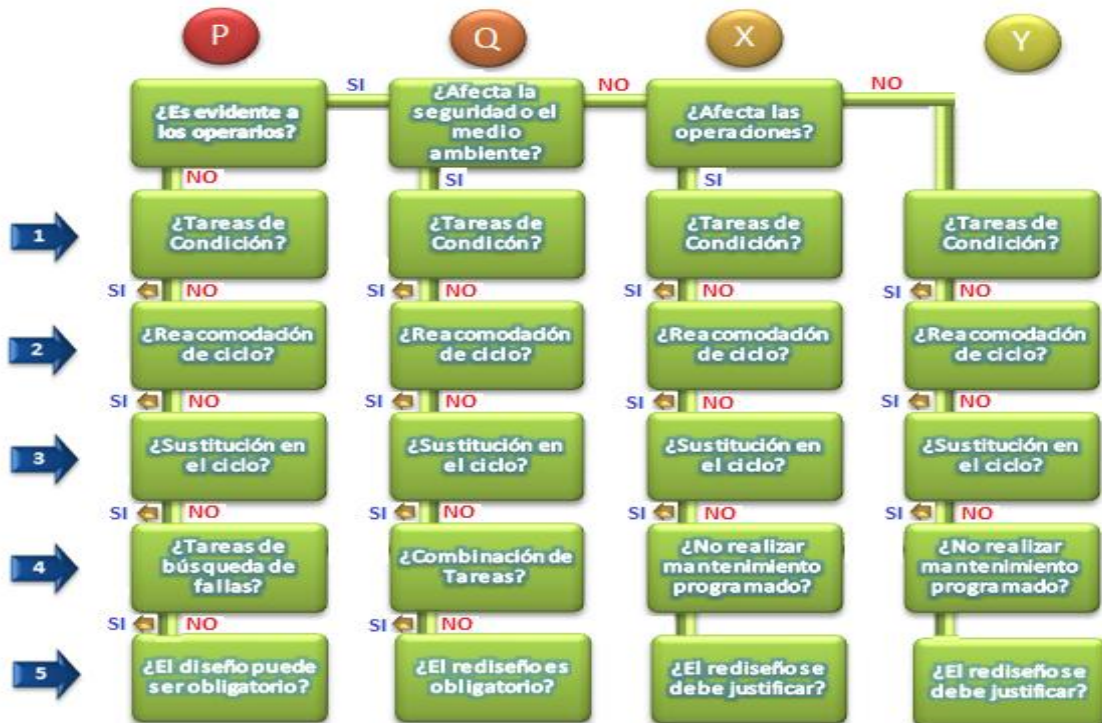 P
Q
X
Y
¿Es evidente a
los operarios?
SI
¿Afecta la
seguridad o el
medio
ambiente?
NO
¿Afecta las
operaciones?
NO
NO
SI
SI
1
¿Tareas de
Condición?
¿Tareas de
Condicón?
¿Tareas de
Condición?
¿Tareas de
Condición?
SI NO
SI NO
SI NO
SI NO
2
¿Reacomodación
de ciclo?
¿Reacomodación
de ciclo?
¿Reacomodación
de ciclo?
¿Reacomodación
de ciclo?
SI NO
SI NO
SI NO
SI NO
3
¿Sustitución en
el ciclo?
¿Sustitución en
el ciclo?
¿Sustitución en
el ciclo?
¿Sustitución en
el ciclo?
SI NO
SI NO
SI NO
SI NO
4
¿Tareas de
búsqueda de
fallas?
¿Combinación de
Tareas?
¿No realizar
mantenimiento
programado?
¿No realizar
mantenimiento
programado?
SI NO
SI NO
5
¿El diseño puede
ser obligatorio?
¿El rediseño es
obligatorio?
¿El rediseño se
debe justificar?
¿El rediseño se
debe justificar?